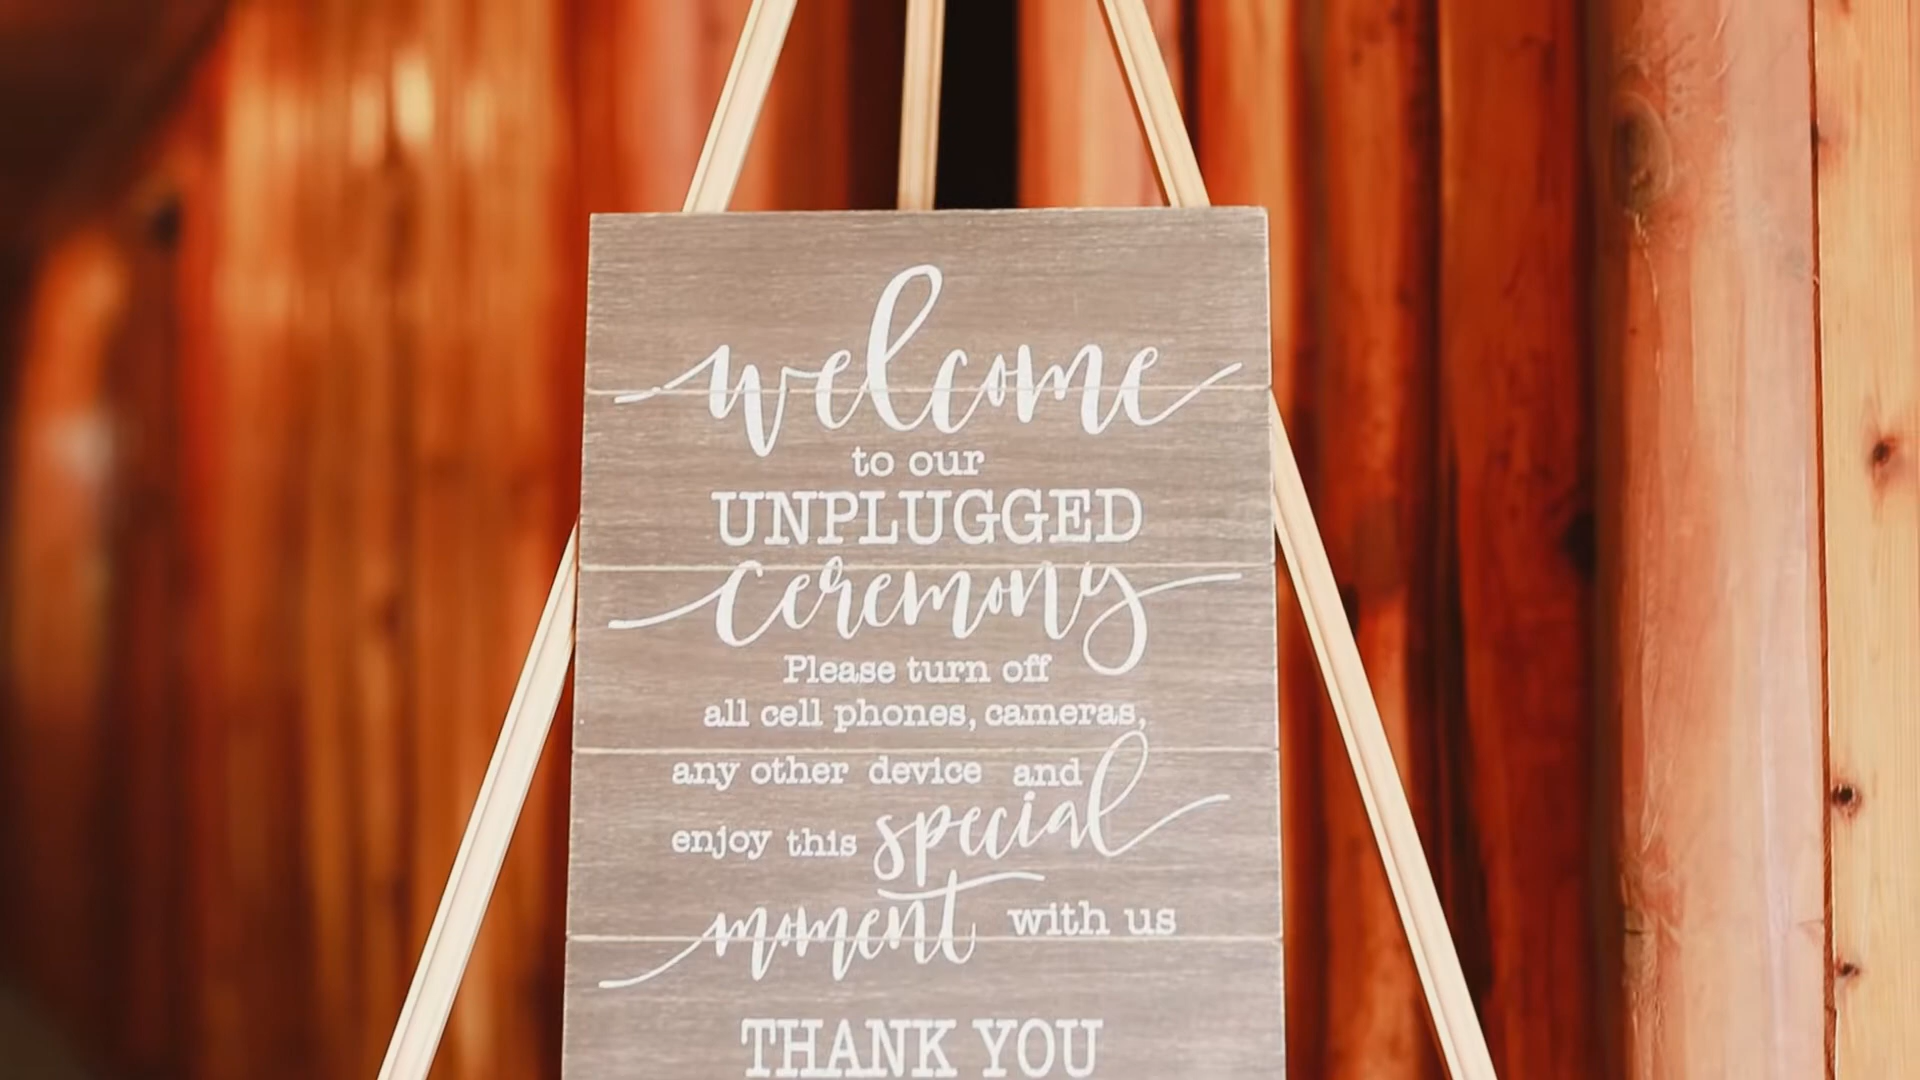 welcome
to our
UNPLUGGED
ceremony
Please turn off
all cell phones, cameras,
any other device and
enjoy this special
moment with us
THANK YOU